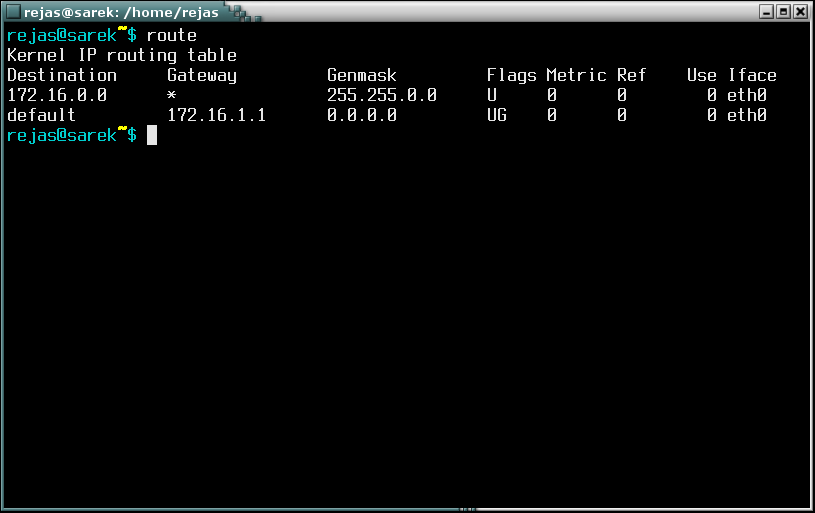 rejas@sarek: /home/rejas
rejas@sarek~$ route
Kernel IP routing table
Destination     Gateway         Genmask         Flags Metric Ref    Use Iface
172.16.0.0      *               255.255.0.0     U     0      0        0 eth0
default         172.16.1.1      0.0.0.0         UG    0      0        0 eth0
rejas@sarek~$